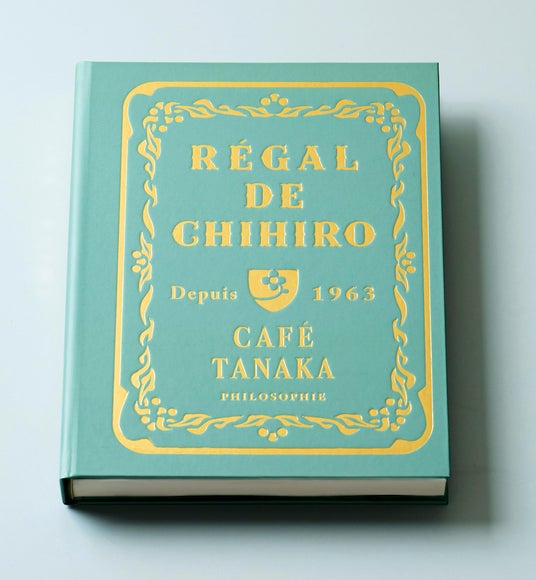 RÉGAL
DE
CHIHIRO
Depuis 1963
CAFÉ
TANAKA
PHILOSOPHIE